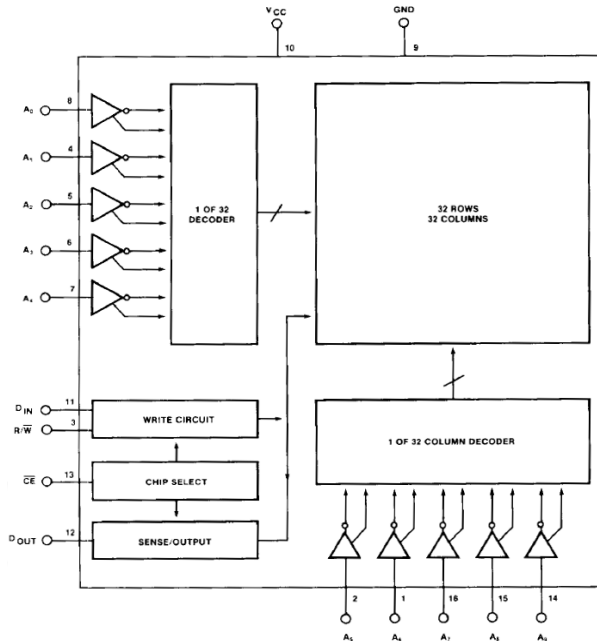 VCC
GND
10
9
A0
8
A1
4
A2
5
A3
6
A4
7
1 OF 32
DECODER
32 ROWS
32 COLUMNS
DIN
11
R/W̅
3
WRITE CIRCUIT
C̅E̅
13
CHIP SELECT
DOUT
12
SENSE/OUTPUT
1 OF 32 COLUMN DECODER
2
1
16
15
14
A5
A6
A7
A8
A9